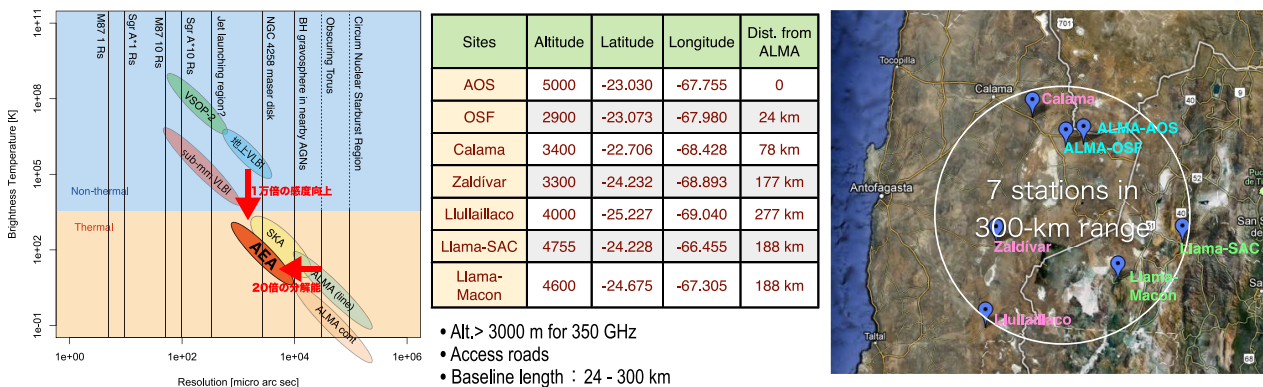 M87 1 Rs
Sgr A*1 Rs
M87 10 Rs
Sgr A*10 Rs
Jet launching region?
NGC 4258 maser disk
BH gravosphere in nearby AGNs
Obscuring Torus
Circum Nuclear Starburst Region
Brightness Temperature [K]
1e+11
1e+08
1e+05
1e+02
1e-01
VSOP-2
地上VLBI
sub-mm VLBI
1万倍の感度向上
Non-thermal
Thermal
SKA
AEA
ALMA (line)
20倍の分解能
ALMA cont
1e+00
1e+02
1e+04
1e+06
Resolution [micro arc sec]
Sites Altitude Latitude Longitude Dist. from ALMA
AOS 5000 -23.030 -67.755 0
OSF 2900 -23.073 -67.980 24 km
Calama 3400 -22.706 -68.428 78 km
Zaldívar 3300 -24.232 -68.893 177 km
Llullaillaco 4000 -25.227 -69.040 277 km
Llama-SAC 4755 -24.228 -66.455 188 km
Llama-Macon 4600 -24.675 -67.305 188 km
• Alt.> 3000 m for 350 GHz
• Access roads
• Baseline length : 24 - 300 km
701
Tocopilla
Calama
Calama
40
9
ALMA-AOS
ALMA-OSF
52
Antofagasta
51
7 stations in
300-km range
40
San
Zaldívar
Llama-SAC
Llama-
Macon
Llullaillaco
Taltal
40
68